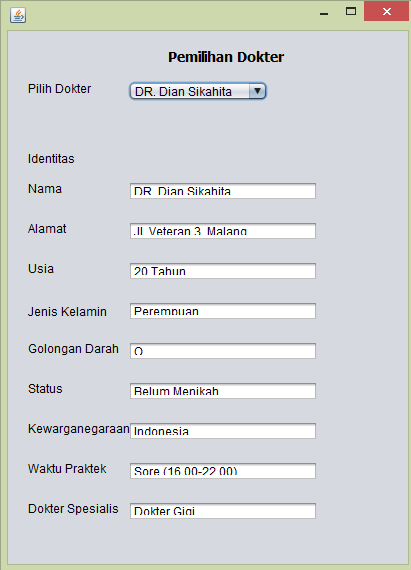 Pemilihan Dokter
Pilih Dokter DR. Dian Sikahita
Identitas
Nama DR. Dian Sikahita
Alamat Jl. Veteran 3, Malang
Usia 20 Tahun
Jenis Kelamin Perempuan
Golongan Darah O
Status Belum Menikah
Kewarganegaraan Indonesia
Waktu Praktek Sore (16.00-22.00)
Dokter Spesialis Dokter Gigi